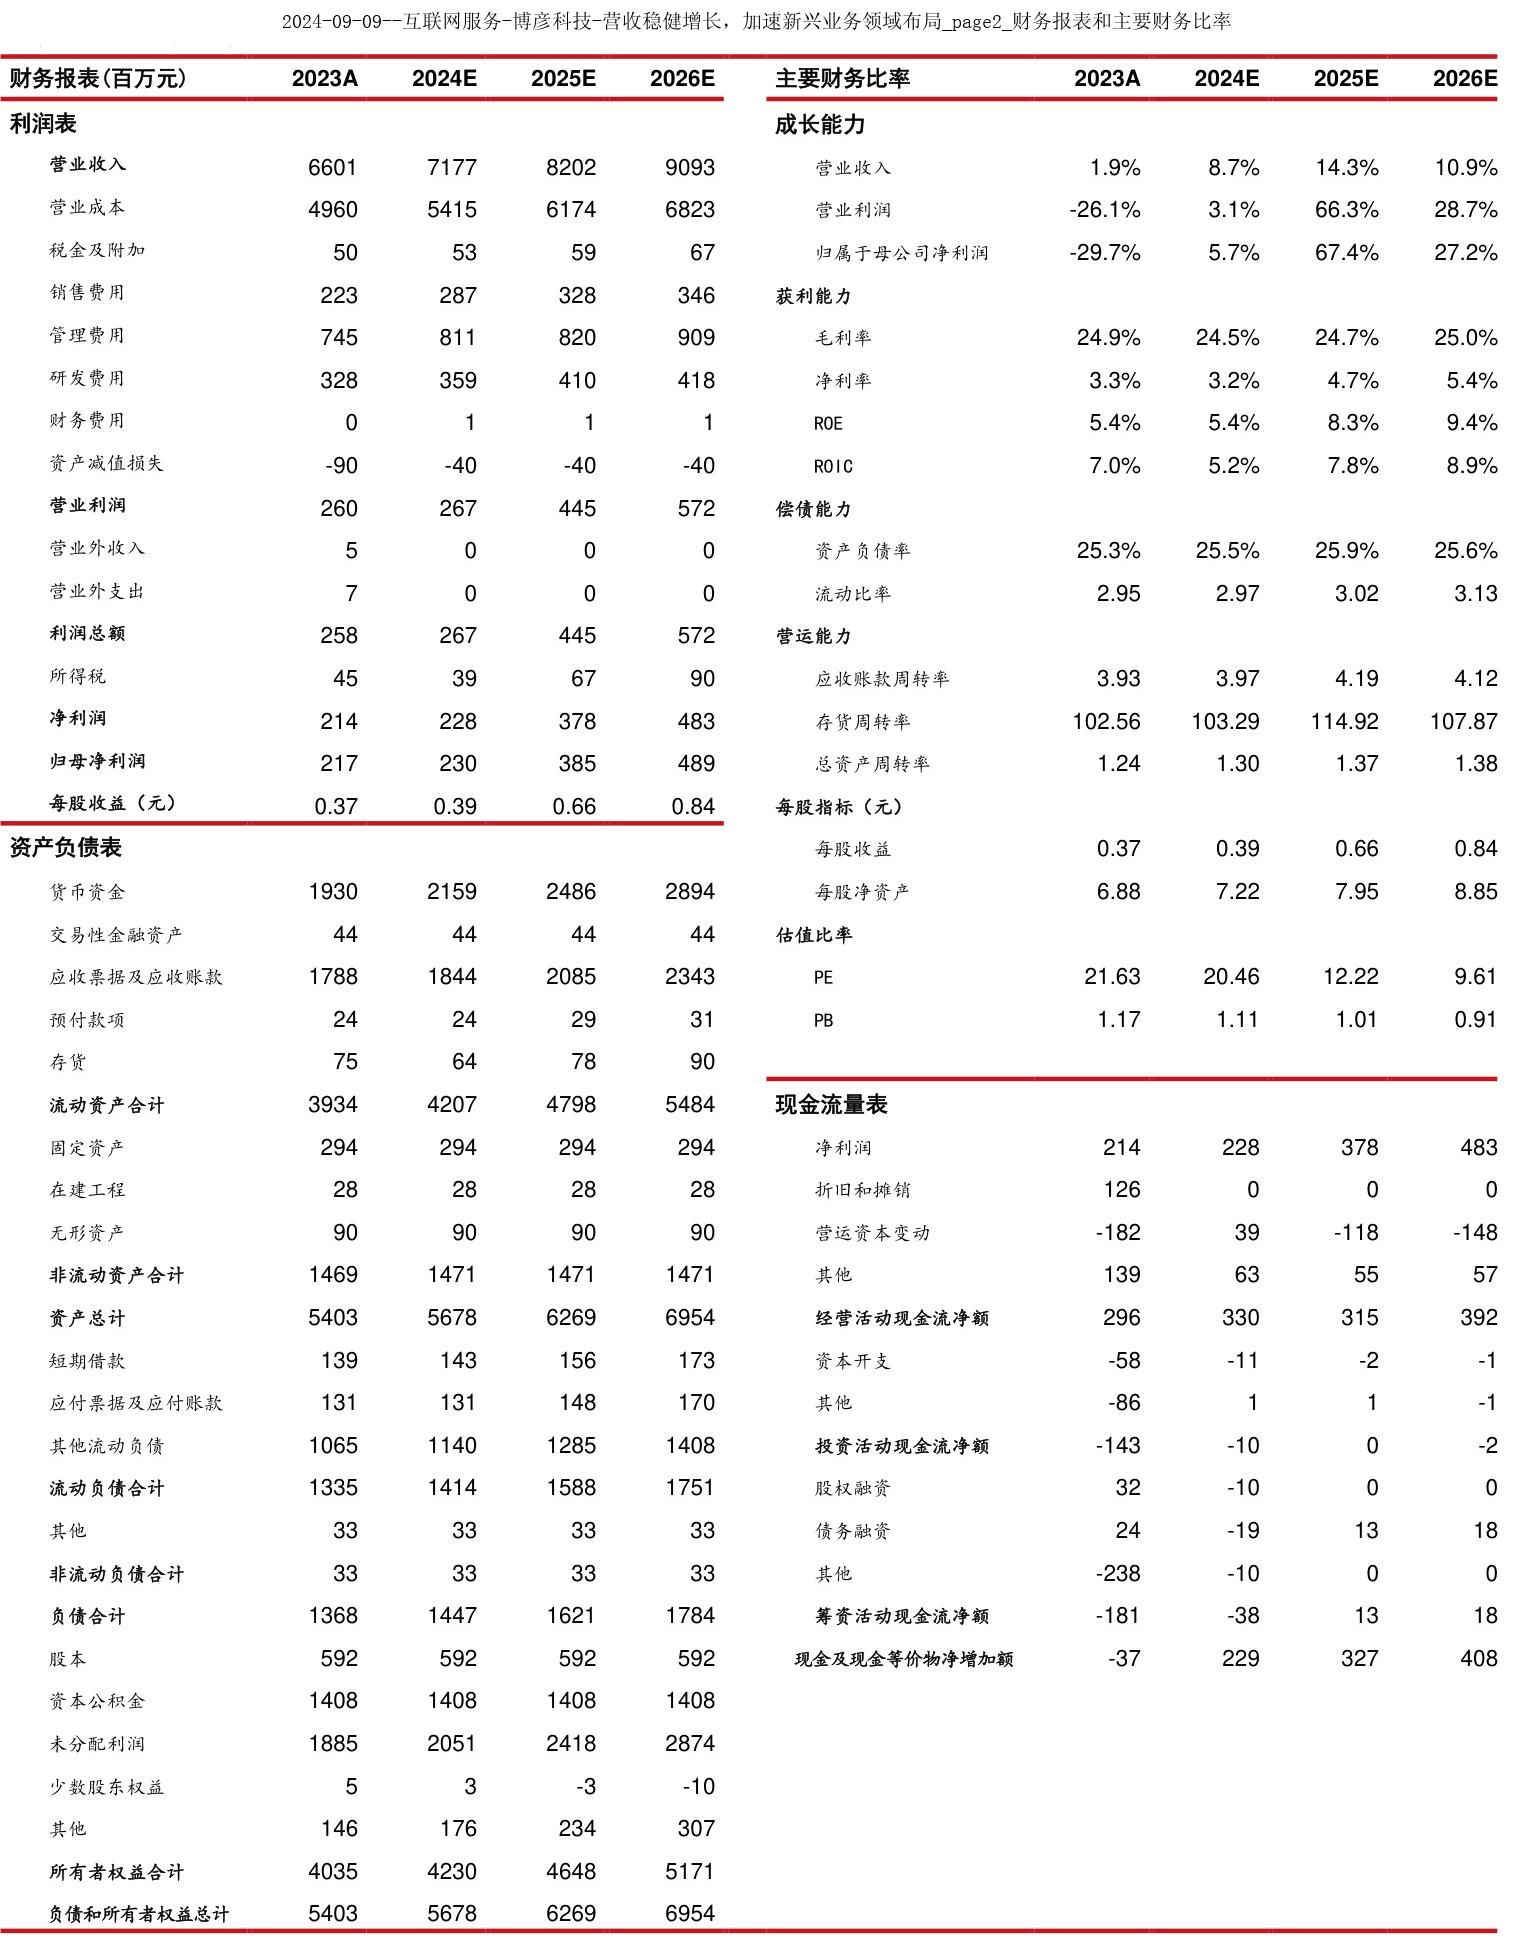 2024-09-09--互联网服务-博彦科技-营收稳健增长，加速新兴业务领域布局_page2_财务报表和主要财务比率
财务报表(百万元) 2023A 2024E 2025E 2026E
利润表
营业收入 6601 7177 8202 9093
营业成本 4960 5415 6174 6823
税金及附加 50 53 59 67
销售费用 223 287 328 346
管理费用 745 811 820 909
研发费用 328 359 410 418
财务费用 0 1 1 1
资产减值损失 -90 -40 -40 -40
营业利润 260 267 445 572
营业外收入 5 0 0 0
营业外支出 7 0 0 0
利润总额 258 267 445 572
所得税 45 39 67 90
净利润 214 228 378 483
归母净利润 217 230 385 489
每股收益（元） 0.37 0.39 0.66 0.84
资产负债表
货币资金 1930 2159 2486 2894
交易性金融资产 44 44 44 44
应收票据及应收账款 1788 1844 2085 2343
预付款项 24 24 29 31
存货 75 64 78 90
流动资产合计 3934 4207 4798 5484
固定资产 294 294 294 294
在建工程 28 28 28 28
无形资产 90 90 90 90
非流动资产合计 1469 1471 1471 1471
资产总计 5403 5678 6269 6954
短期借款 139 143 156 173
应付票据及应付账款 131 131 148 170
其他流动负债 1065 1140 1285 1408
流动负债合计 1335 1414 1588 1751
其他 33 33 33 33
非流动负债合计 33 33 33 33
负债合计 1368 1447 1621 1784
股本 592 592 592 592
资本公积金 1408 1408 1408 1408
未分配利润 1885 2051 2418 2874
少数股东权益 5 3 -3 -10
其他 146 176 234 307
所有者权益合计 4035 4230 4648 5171
负债和所有者权益总计 5403 5678 6269 6954
主要财务比率 2023A 2024E 2025E 2026E
成长能力
营业收入 1.9% 8.7% 14.3% 10.9%
营业利润 -26.1% 3.1% 66.3% 28.7%
归属于母公司净利润 -29.7% 5.7% 67.4% 27.2%
获利能力
毛利率 24.9% 24.5% 24.7% 25.0%
净利率 3.3% 3.2% 4.7% 5.4%
ROE 5.4% 5.4% 8.3% 9.4%
ROIC 7.0% 5.2% 7.8% 8.9%
偿债能力
资产负债率 25.3% 25.5% 25.9% 25.6%
流动比率 2.95 2.97 3.02 3.13
营运能力
应收账款周转率 3.93 3.97 4.19 4.12
存货周转率 102.56 103.29 114.92 107.87
总资产周转率 1.24 1.30 1.37 1.38
每股指标（元）
每股收益 0.37 0.39 0.66 0.84
每股净资产 6.88 7.22 7.95 8.85
估值比率
PE 21.63 20.46 12.22 9.61
PB 1.17 1.11 1.01 0.91
现金流量表
净利润 214 228 378 483
折旧和摊销 126 0 0 0
营运资本变动 -182 39 -118 -148
其他 139 63 55 57
经营活动现金流净额 296 330 315 392
资本开支 -58 -11 -2 -1
其他 -86 1 1 -1
投资活动现金流净额 -143 -10 0 -2
股权融资 32 -10 0 0
债务融资 24 -19 13 18
其他 -238 -10 0 0
筹资活动现金流净额 -181 -38 13 18
现金及现金等价物净增加额 -37 229 327 408